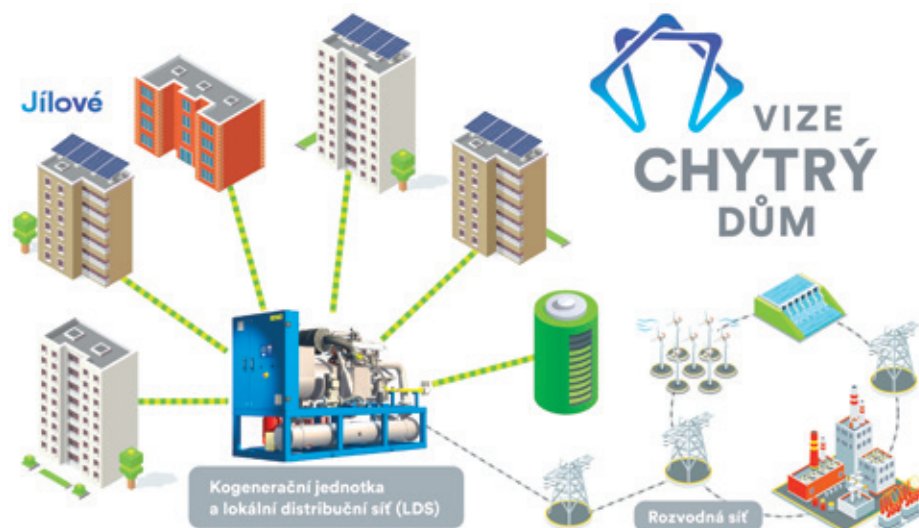 Jílové
VIZE
CHYTRÝ
DŮM
Kogenerační jednotka
a lokální distribuční síť (LDS)
Rozvodná síť